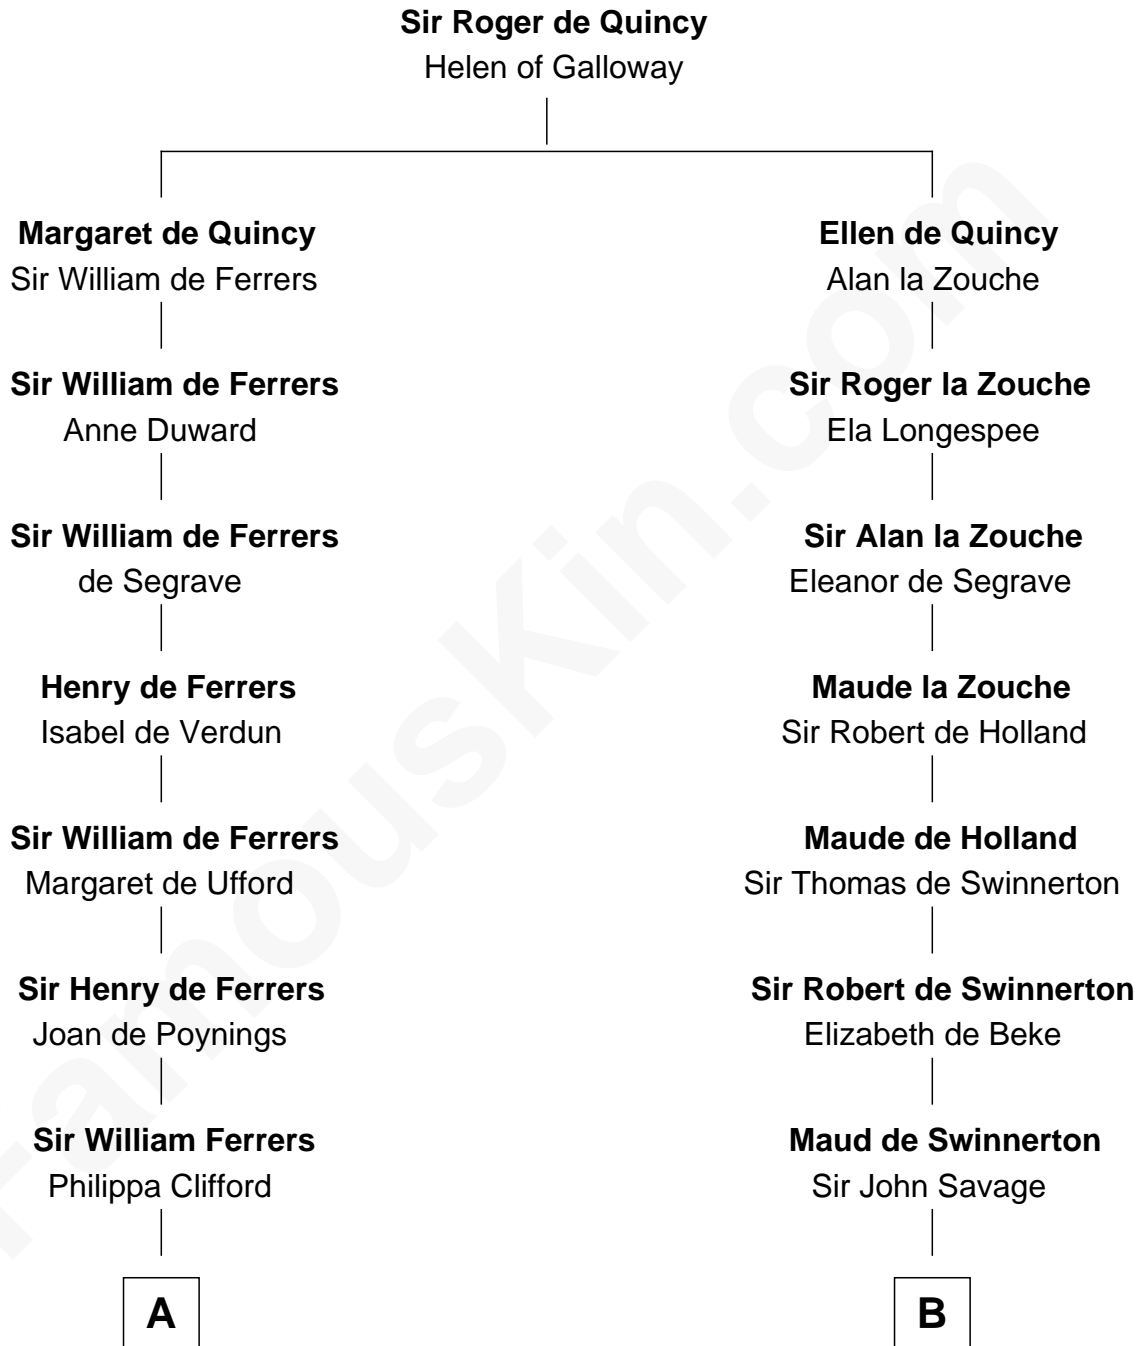 Sir Roger de Quincy
Helen of Galloway
Margaret de Quincy
Sir William de Ferrers
Ellen de Quincy
Alan la Zouche
Sir William de Ferrers
Anne Duward
Sir Roger la Zouche
Ela Longespee
Sir William de Ferrers
de Segrave
Sir Alan la Zouche
Eleanor de Segrave
Henry de Ferrers
Isabel de Verdun
Maude la Zouche
Sir Robert de Holland
Sir William de Ferrers
Margaret de Ufford
Maude de Holland
Sir Thomas de Swinnerton
Sir Henry de Ferrers
Joan de Poynings
Sir Robert de Swinnerton
Elizabeth de Beke
Sir William Ferrers
Philippa Clifford
Maud de Swinnerton
Sir John Savage
A
B
FamousKin.com